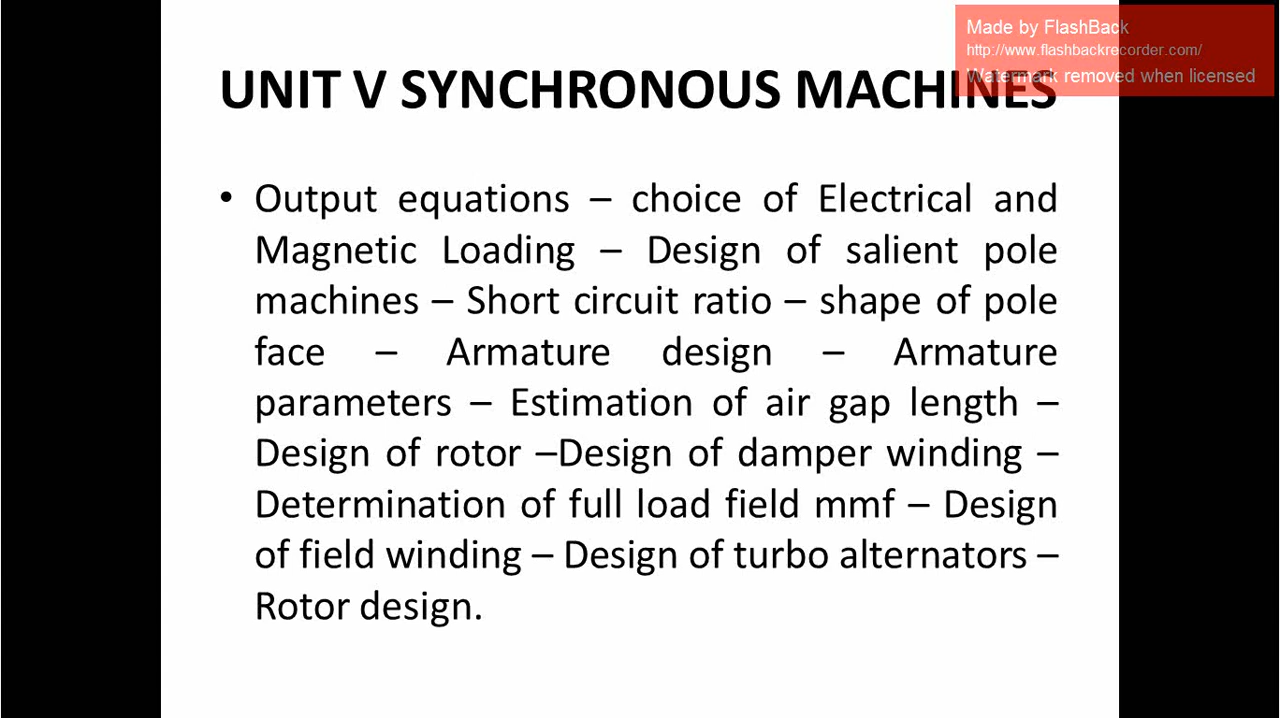 Made by FlashBack
http://www.flashbackrecorder.com/
Watermark removed when licensed
UNIT V SYNCHRONOUS MACHINES
• Output equations – choice of Electrical and
Magnetic Loading – Design of salient pole
machines – Short circuit ratio – shape of pole
face – Armature design – Armature
parameters – Estimation of air gap length –
Design of rotor –Design of damper winding –
Determination of full load field mmf – Design
of field winding – Design of turbo alternators –
Rotor design.